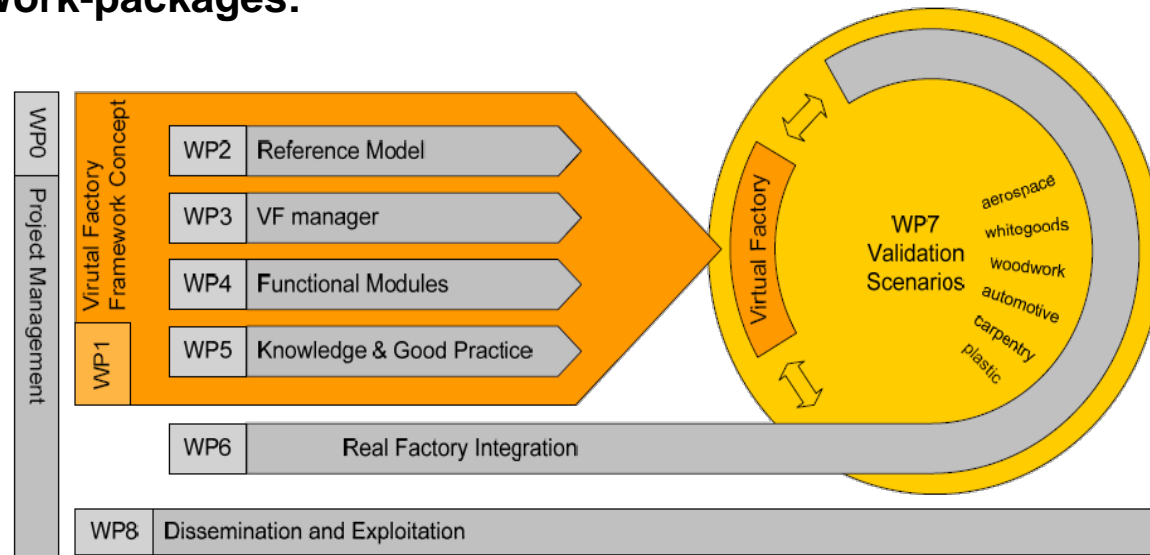 work-packages:
WP0
Project Management
Virutal Factory
Framework Concept
WP1
WP2 Reference Model
WP3 VF manager
WP4 Functional Modules
WP5 Knowledge & Good Practice
WP6 Real Factory Integration
WP8 Dissemination and Exploitation
Virtual Factory
WP7
Validation
Scenarios
aerospace
whitogoods
woodwork
automotive
carpentry
plastic